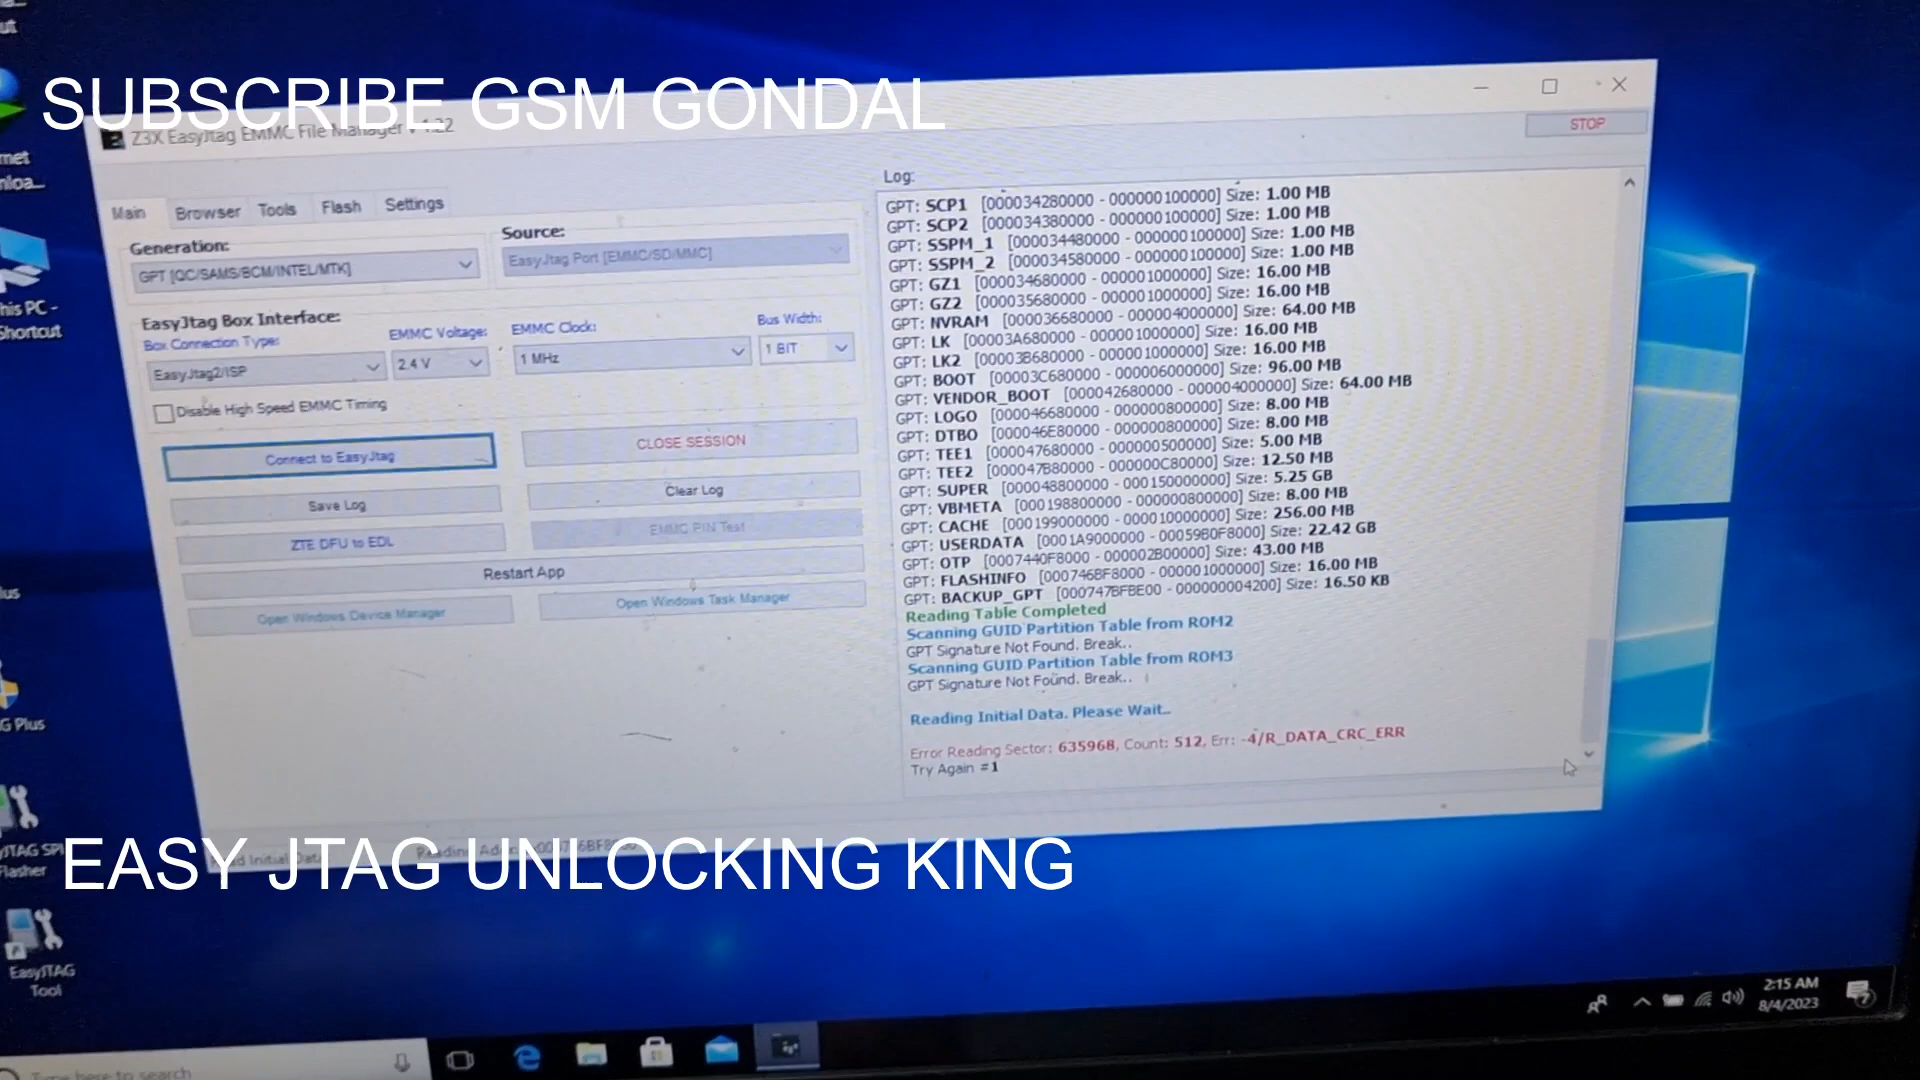 SUBSCRIBE GSM GONDAL
Z3X EasyJtag EMMC File Manager v 1.22
STOP
Log:
Main Browser Tools Flash Settings
Generation:
GPT [QC/SAMS/BCM/INTEL/MTK]
Source:
EasyJtag Port [EMMC/SD/MMC]
EasyJtag Box Interface:
Box Connection Type:
EasyJtag2/ISP
EMMC Voltage:
2.4 V
EMMC Clock:
1 MHz
Bus Width:
1 BIT
Disable High Speed EMMC Timing
Connect to EasyJtag
CLOSE SESSION
Save Log
Clear Log
ZTE DFU to EDL
EMMC PIN Test
Restart App
Open Windows Device Manager
Open Windows Task Manager
GPT: SCP1 [000034280000 - 000000100000] Size: 1.00 MB
GPT: SCP2 [000034380000 - 000000100000] Size: 1.00 MB
GPT: SSPM_1 [000034480000 - 000000100000] Size: 1.00 MB
GPT: SSPM_2 [000034580000 - 000000100000] Size: 1.00 MB
GPT: GZ1 [000034680000 - 000001000000] Size: 16.00 MB
GPT: GZ2 [000035680000 - 000001000000] Size: 16.00 MB
GPT: NVRAM [000036680000 - 000004000000] Size: 64.00 MB
GPT: LK [00003A680000 - 000001000000] Size: 16.00 MB
GPT: LK2 [00003B680000 - 000001000000] Size: 16.00 MB
GPT: BOOT [00003C680000 - 000006000000] Size: 96.00 MB
GPT: VENDOR_BOOT [000042680000 - 000004000000] Size: 64.00 MB
GPT: LOGO [000046680000 - 000000800000] Size: 8.00 MB
GPT: DTBO [000046E80000 - 000000800000] Size: 8.00 MB
GPT: TEE1 [000047680000 - 000000500000] Size: 5.00 MB
GPT: TEE2 [000047B80000 - 000000C80000] Size: 12.50 MB
GPT: SUPER [000048800000 - 000150000000] Size: 5.25 GB
GPT: VBMETA [000198800000 - 000000800000] Size: 8.00 MB
GPT: CACHE [000199000000 - 000010000000] Size: 256.00 MB
GPT: USERDATA [0001A9000000 - 00059B0F8000] Size: 22.42 GB
GPT: OTP [0007440F8000 - 000002B00000] Size: 43.00 MB
GPT: FLASHINFO [000746BF8000 - 000001000000] Size: 16.00 MB
GPT: BACKUP_GPT [000747BFBE00 - 000000004200] Size: 16.50 KB
Reading Table Completed
Scanning GUID Partition Table from ROM2
GPT Signature Not Found. Break..
Scanning GUID Partition Table from ROM3
GPT Signature Not Found. Break..
Reading Initial Data. Please Wait..
Error Reading Sector: 635968, Count: 512, Err: -4/R_DATA_CRC_ERR
Try Again #1
EASY JTAG UNLOCKING KING
his PC -
Shortcut
G Plus
JTAG SPI
Flasher
EasyJTAG
Tool
2:15 AM
8/4/2023
Type here to search